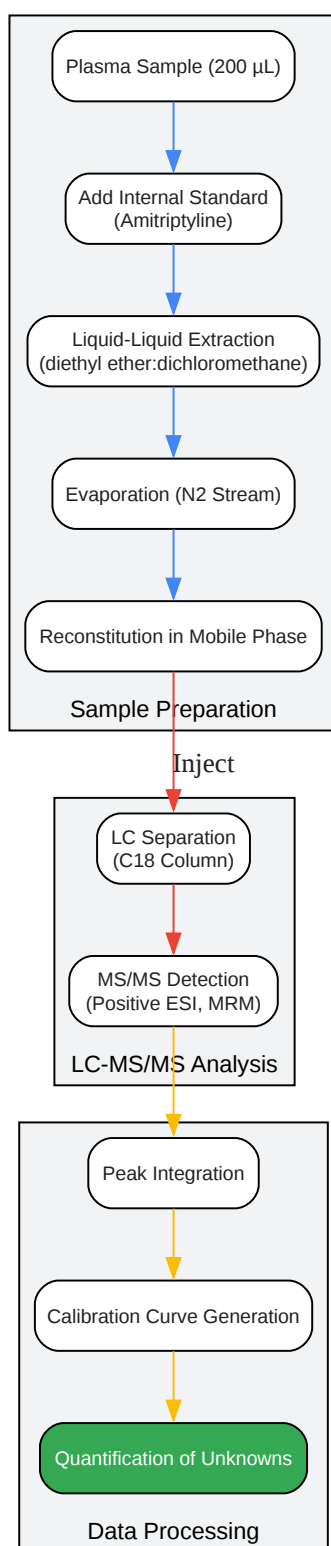 Plasma Sample (200 µL)
Add Internal Standard
(Amitriptyline)
Liquid-Liquid Extraction
(diethyl ether:dichloromethane)
Evaporation (N2 Stream)
Reconstitution in Mobile Phase
Sample Preparation
Inject
LC Separation
(C18 Column)
MS/MS Detection
(Positive ESI, MRM)
LC-MS/MS Analysis
Peak Integration
Calibration Curve Generation
Quantification of Unknowns
Data Processing